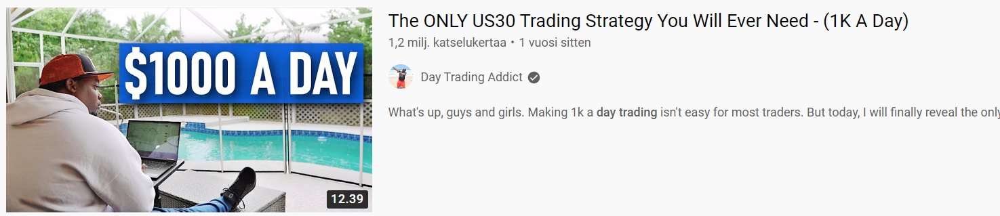 $1000 A DAY
12.39
The ONLY US30 Trading Strategy You Will Ever Need - (1K A Day)
1,2 milj. katselukertaa • 1 vuosi sitten
Day Trading Addict
What's up, guys and girls. Making 1k a day trading isn't easy for most traders. But today, I will finally reveal the only